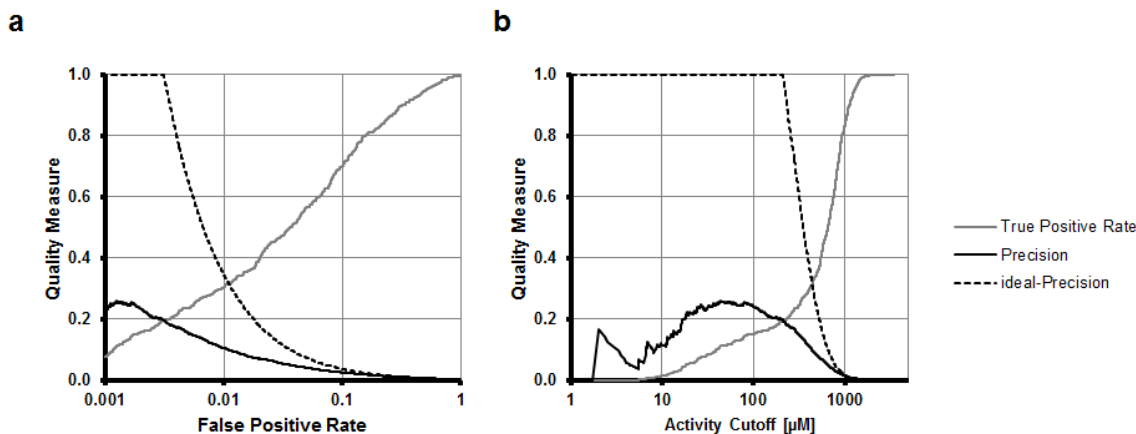 a
b
1.0
0.8
0.6
0.4
0.2
0.0
Quality Measure
0.001
0.01
0.1
1
False Positive Rate
1.0
0.8
0.6
0.4
0.2
0.0
Quality Measure
1
10
100
1000
Activity Cutoff [µM]
True Positive Rate
Precision
ideal-Precision